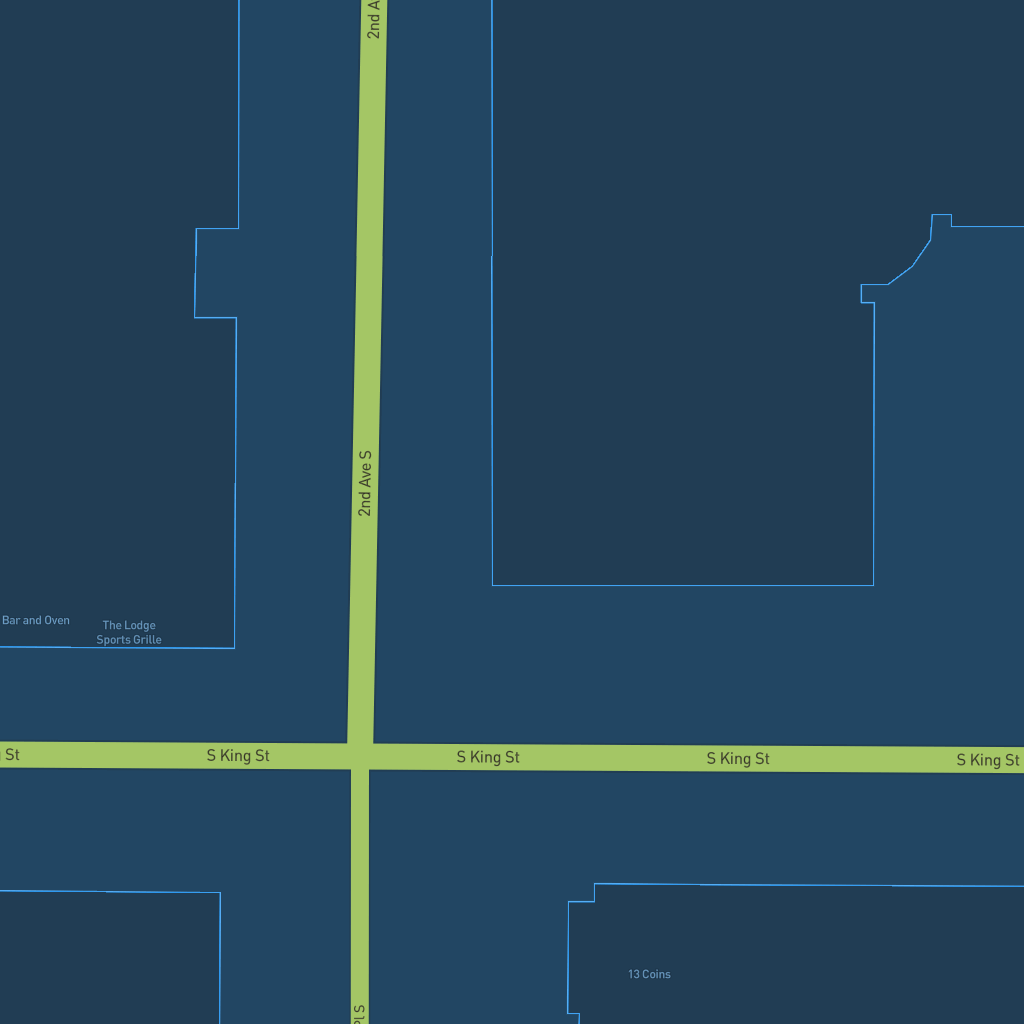 2nd A
2nd Ave S
Bar and Oven
The Lodge
Sports Grille
St
S King St
S King St
S King St
S King St
13 Coins
Pl S